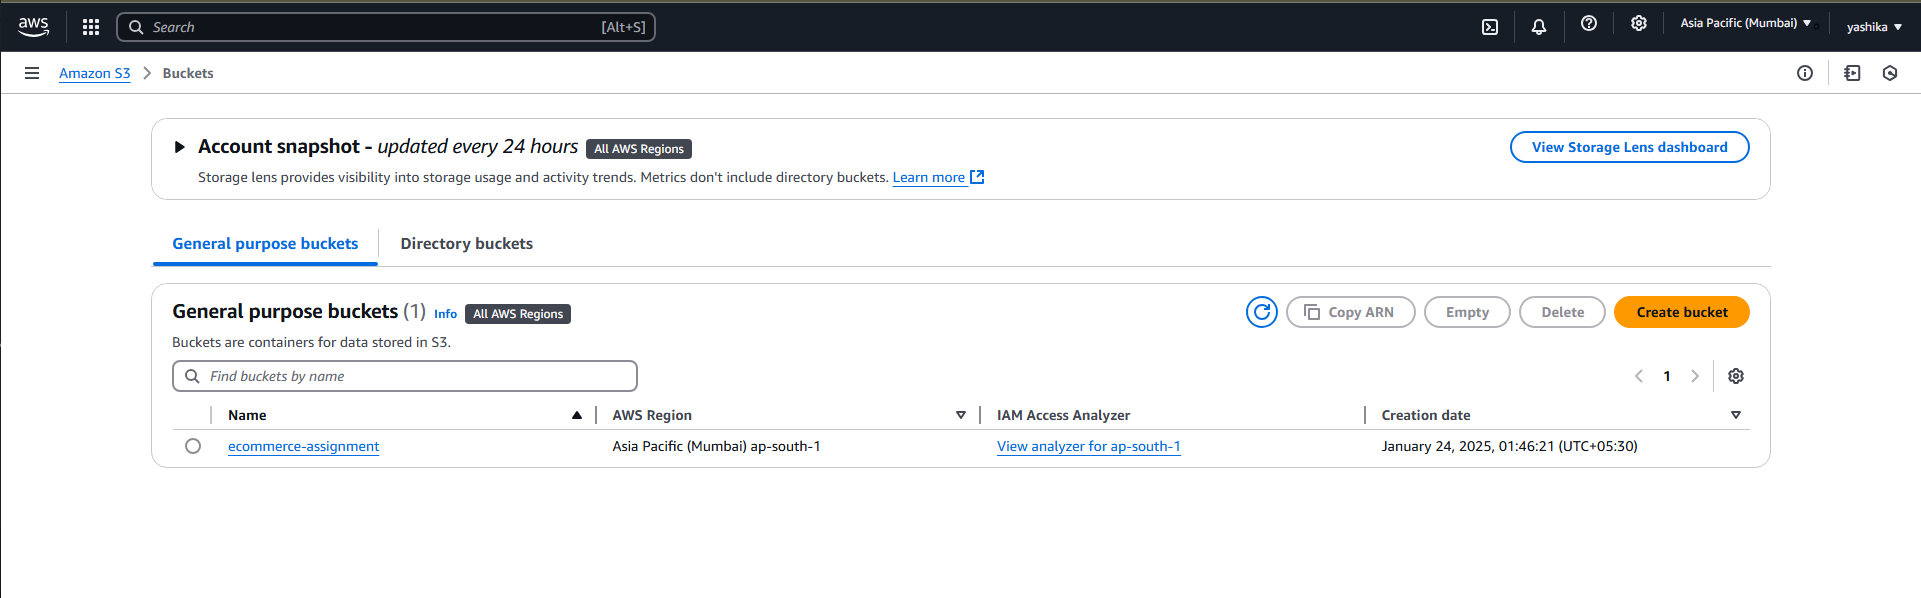 aws Search [Alt+S] Asia Pacific (Mumbai) yashika
Amazon S3 Buckets
Account snapshot - updated every 24 hours All AWS Regions View Storage Lens dashboard
Storage lens provides visibility into storage usage and activity trends. Metrics don't include directory buckets. Learn more
General purpose buckets Directory buckets
General purpose buckets (1) Info All AWS Regions Copy ARN Empty Delete Create bucket
Buckets are containers for data stored in S3.
Find buckets by name 1
Name AWS Region IAM Access Analyzer Creation date
ecommerce-assignment Asia Pacific (Mumbai) ap-south-1 View analyzer for ap-south-1 January 24, 2025, 01:46:21 (UTC+05:30)